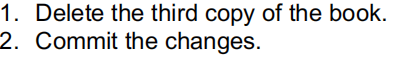 1. Delete the third copy of the book.
2. Commit the changes.